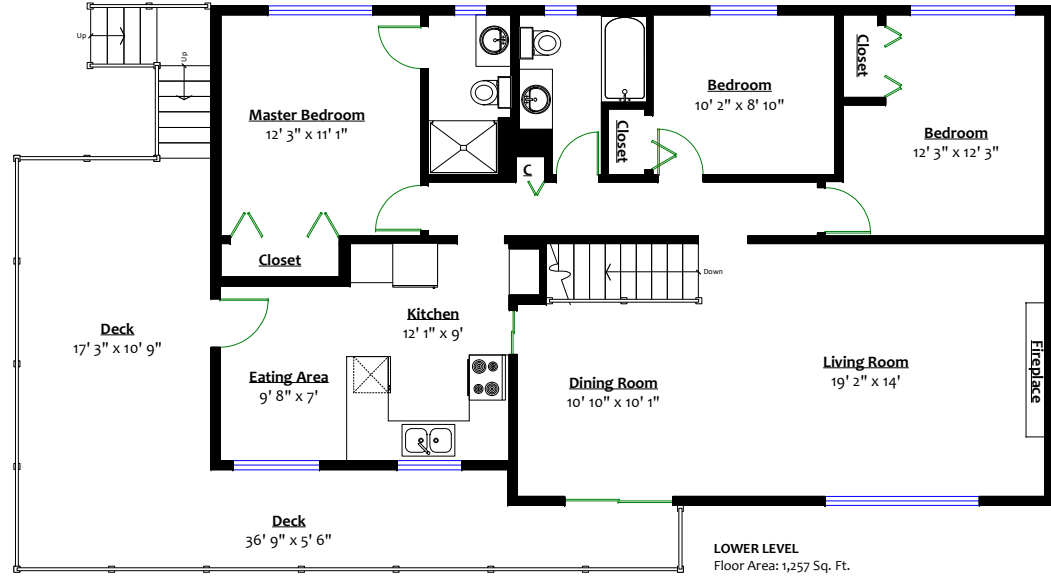 Up
Up
Master Bedroom
12' 3" x 11' 1"
Closet
C
Closet
Bedroom
10' 2" x 8' 10"
Closet
Bedroom
12' 3" x 12' 3"
Down
Deck
17' 3" x 10' 9"
Kitchen
12' 1" x 9'
Eating Area
9' 8" x 7'
Dining Room
10' 10" x 10' 1"
Living Room
19' 2" x 14'
Fireplace
Deck
36' 9" x 5' 6"
LOWER LEVEL
Floor Area: 1,257 Sq. Ft.